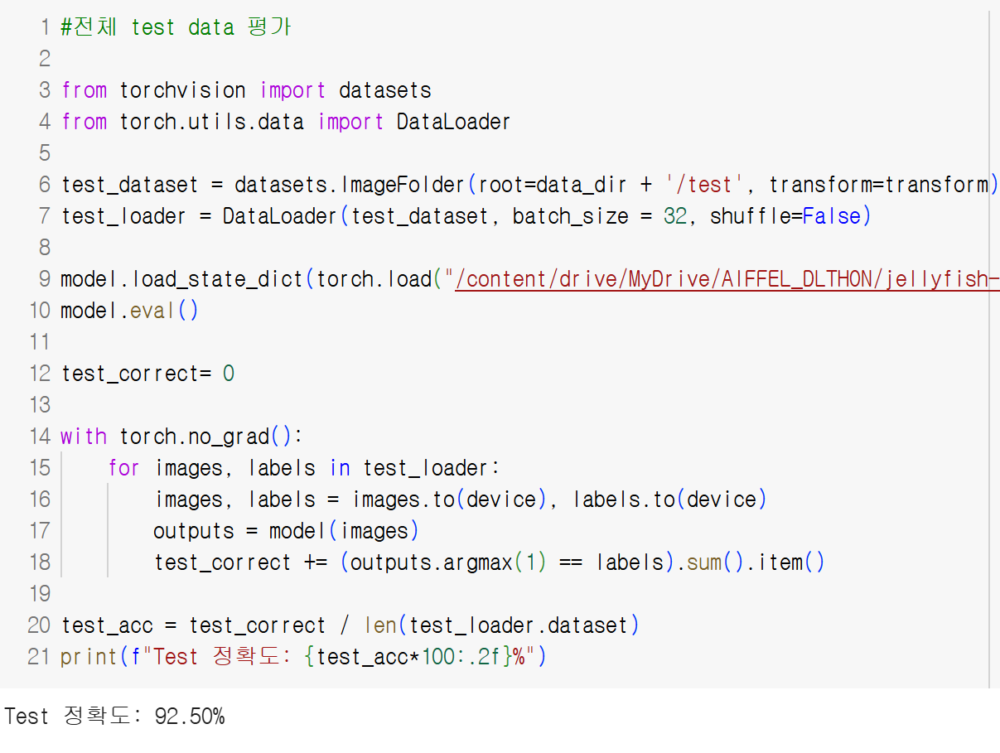 1 #전체 test data 평가
2
3 from torchvision import datasets
4 from torch.utils.data import DataLoader
5
6 test_dataset = datasets.ImageFolder(root=data_dir + '/test', transform=transform)
7 test_loader = DataLoader(test_dataset, batch_size = 32, shuffle=False)
8
9 model.load_state_dict(torch.load("/content/drive/MyDrive/AIFFEL_DLTHON/jellyfish-
10 model.eval()
11
12 test_correct= 0
13
14 with torch.no_grad():
15     for images, labels in test_loader:
16         images, labels = images.to(device), labels.to(device)
17         outputs = model(images)
18         test_correct += (outputs.argmax(1) == labels).sum().item()
19
20 test_acc = test_correct / len(test_loader.dataset)
21 print(f"Test 정확도: {test_acc*100:.2f}%")
Test 정확도: 92.50%